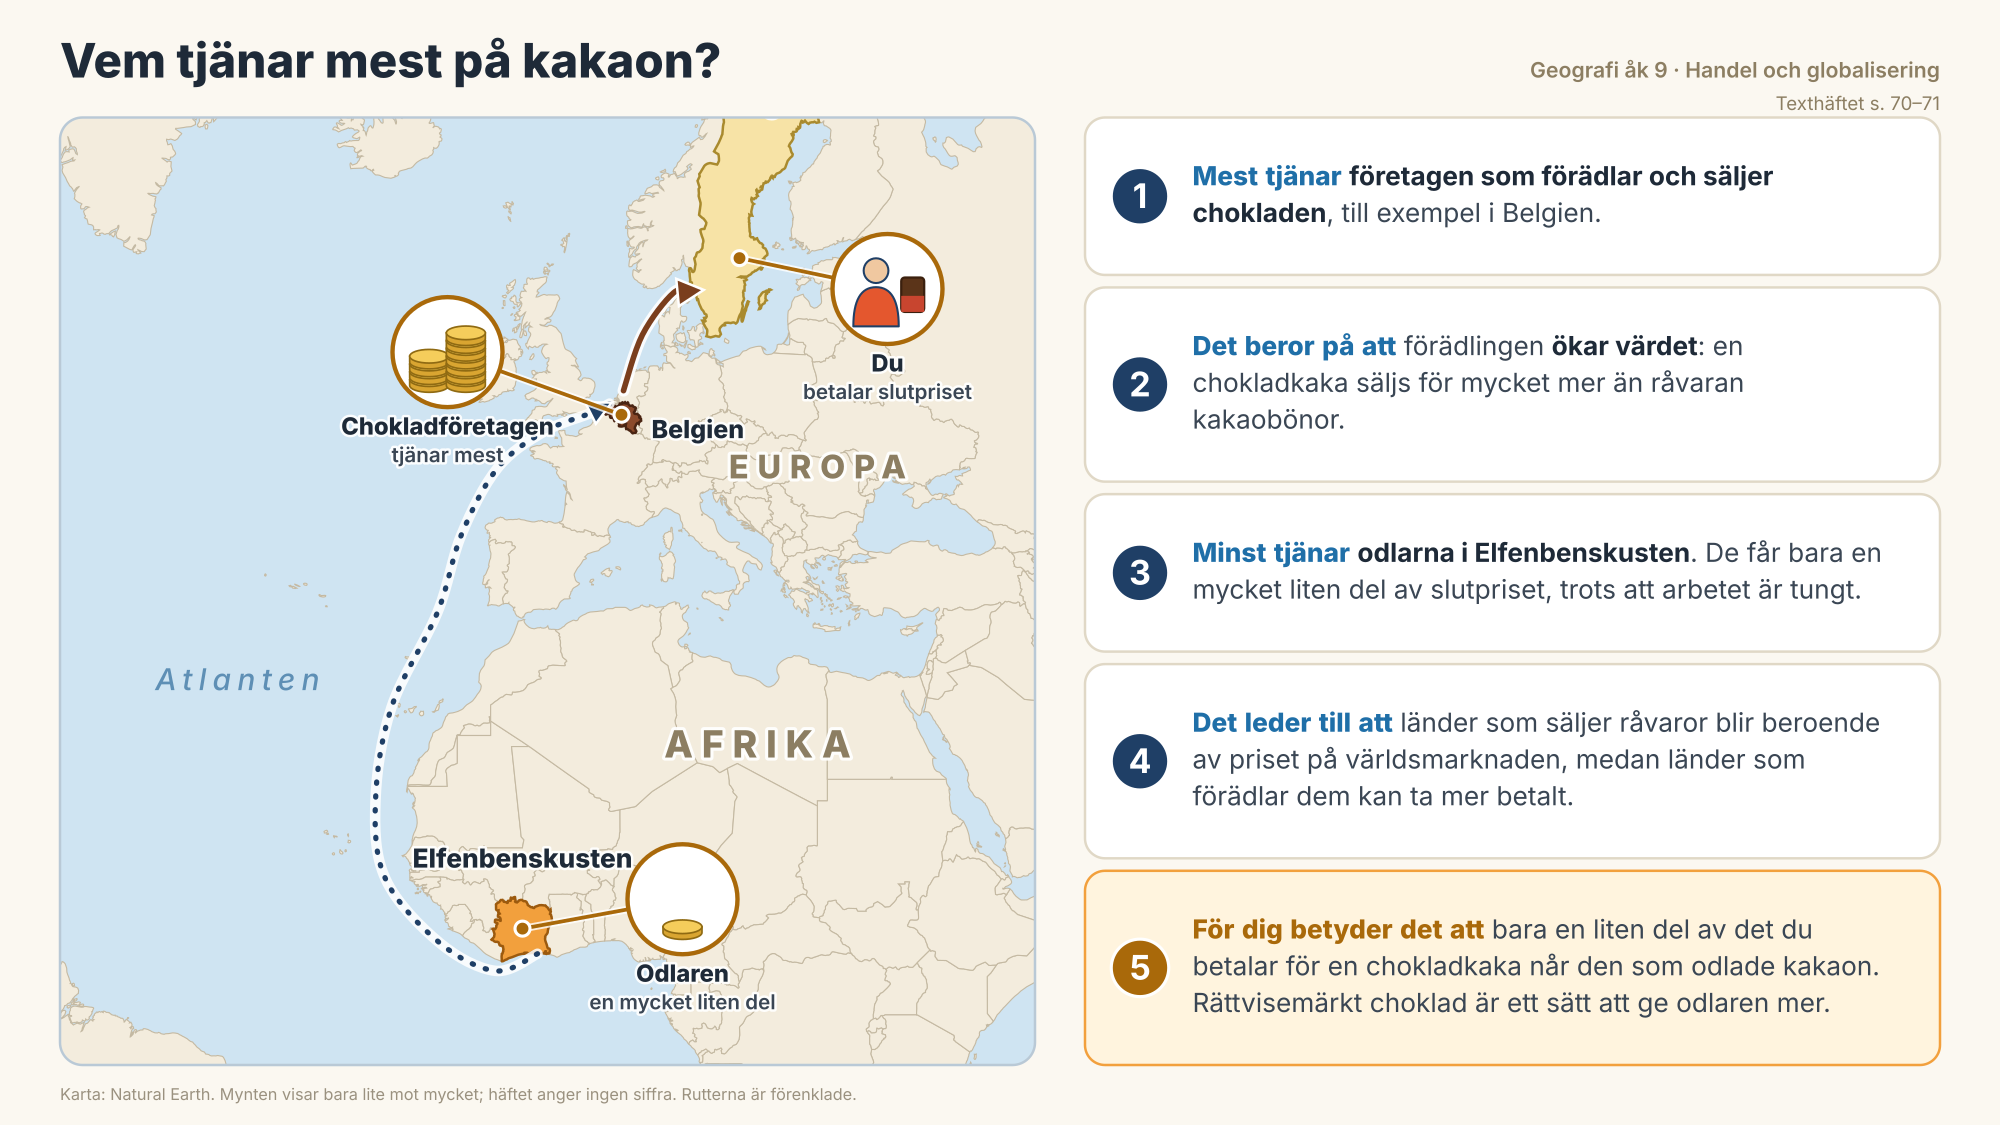 Vem tjänar mest på kakaon?
Geografi åk 9 · Handel och globalisering
Texthäftet s. 70–71
Du
betalar slutpriset
Chokladföretagen
tjänar mest
Belgien
EUROPA
Atlanten
AFRIKA
Elfenbenskusten
Odlaren
en mycket liten del
1
Mest tjänar företagen som förädlar och säljer
chokladen, till exempel i Belgien.
2
Det beror på att förädlingen ökar värdet: en
chokladkaka säljs för mycket mer än råvaran
kakaobönor.
3
Minst tjänar odlarna i Elfenbenskusten. De får bara en
mycket liten del av slutpriset, trots att arbetet är tungt.
4
Det leder till att länder som säljer råvaror blir beroende
av priset på världsmarknaden, medan länder som
förädlar dem kan ta mer betalt.
5
För dig betyder det att bara en liten del av det du
betalar för en chokladkaka når den som odlade kakaon.
Rättvisemärkt choklad är ett sätt att ge odlaren mer.
Karta: Natural Earth. Mynten visar bara lite mot mycket; häftet anger ingen siffra. Rutterna är förenklade.